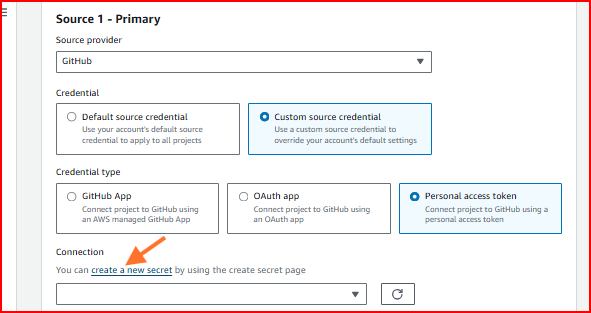 Source 1 - Primary
Source provider
GitHub
Credential
Default source credential
Use your account's default source
credential to apply to all projects
Custom source credential
Use a custom source credential to
override your account's default settings
Credential type
GitHub App
Connect project to GitHub using
an AWS managed GitHub App
OAuth app
Connect project to GitHub using
an OAuth app
Personal access token
Connect project to GitHub using a
personal access token
Connection
You can create a new secret by using the create secret page